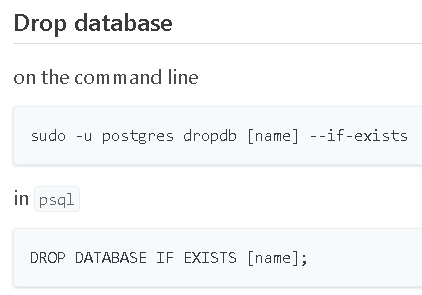 Drop database
on the command line
sudo -u postgres dropdb [name] --if-exists
in psql
DROP DATABASE IF EXISTS [name];